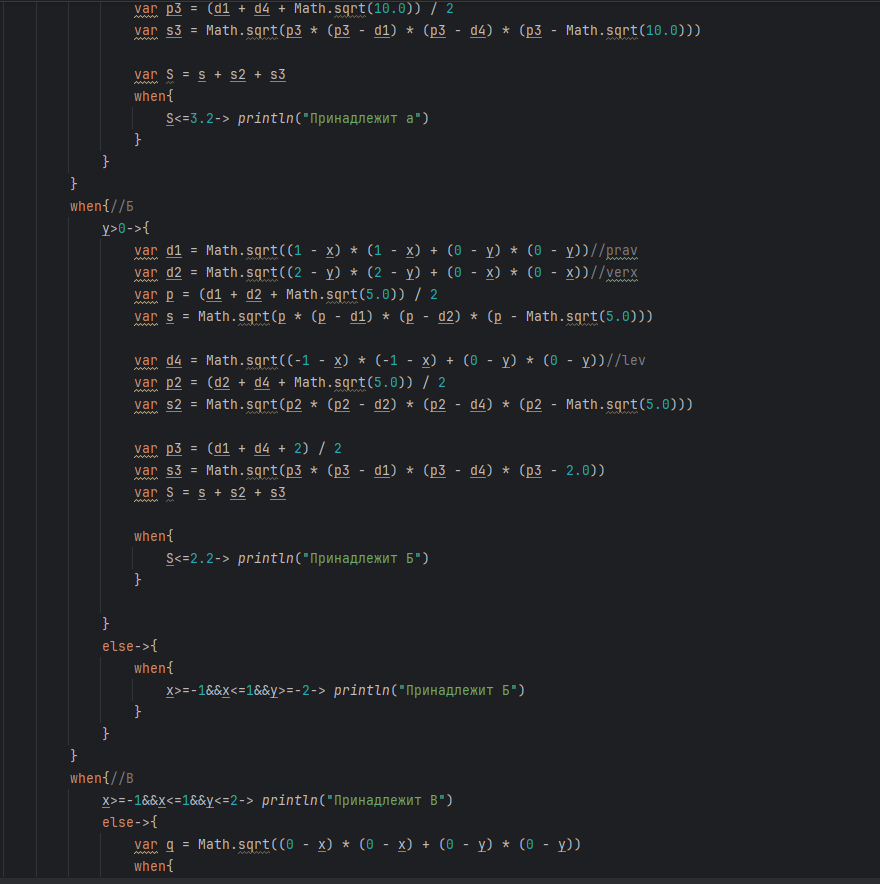 var p3 = (d1 + d4 + Math.sqrt(10.0)) / 2
var s3 = Math.sqrt(p3 * (p3 - d1) * (p3 - d4) * (p3 - Math.sqrt(10.0)))
var S = s + s2 + s3
when{
S<=3.2-> println("Принадлежит а")
}
}
}
when{//Б
y>0->{
var d1 = Math.sqrt((1 - x) * (1 - x) + (0 - y) * (0 - y))//prav
var d2 = Math.sqrt((2 - y) * (2 - y) + (0 - x) * (0 - x))//verx
var p = (d1 + d2 + Math.sqrt(5.0)) / 2
var s = Math.sqrt(p * (p - d1) * (p - d2) * (p - Math.sqrt(5.0)))
var d4 = Math.sqrt((-1 - x) * (-1 - x) + (0 - y) * (0 - y))//lev
var p2 = (d2 + d4 + Math.sqrt(5.0)) / 2
var s2 = Math.sqrt(p2 * (p2 - d2) * (p2 - d4) * (p2 - Math.sqrt(5.0)))
var p3 = (d1 + d4 + 2) / 2
var s3 = Math.sqrt(p3 * (p3 - d1) * (p3 - d4) * (p3 - 2.0))
var S = s + s2 + s3
when{
S<=2.2-> println("Принадлежит Б")
}
}
else->{
when{
x>=-1&&x<=1&&y>=-2-> println("Принадлежит Б")
}
}
}
when{//В
x>=-1&&x<=1&&y<=2-> println("Принадлежит В")
else->{
var q = Math.sqrt((0 - x) * (0 - x) + (0 - y) * (0 - y))
when{